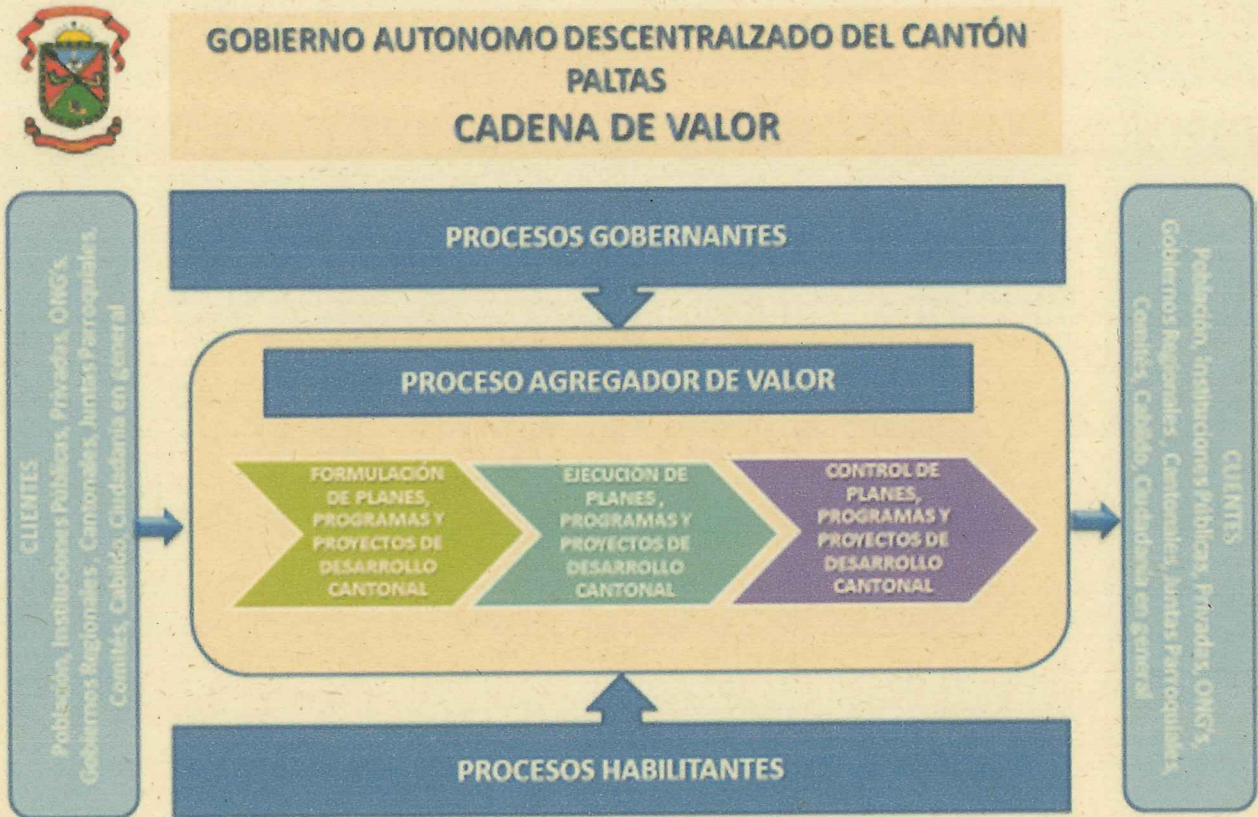 GOBIERNO AUTONOMO DESCENTRALZADO DEL CANTÓN
PALTAS
CADENA DE VALOR
CLIENTES
Población, Instituciones Públicas, Privadas, ONG's,
Gobiernos Regionales, Cantonales, Juntas Parroquiales,
Comités, Cabildo, Ciudadanía en general
PROCESOS GOBERNANTES
PROCESO AGREGADOR DE VALOR
FORMULACIÓN
DE PLANES,
PROGRAMAS Y
PROYECTOS DE
DESARROLLO
CANTONAL
EJECUCIÓN DE
PLANES ,
PROGRAMAS Y
PROYECTOS DE
DESARROLLO
CANTONAL
CONTROL DE
PLANES,
PROGRAMAS Y
PROYECTOS DE
DESARROLLO
CANTONAL
PROCESOS HABILITANTES
CLIENTES
Población, Instituciones Públicas, Privadas, ONG's,
Gobiernos Regionales , Cantonales, Juntas Parroquiales,
Comités, Cabildo, Ciudadanía en general